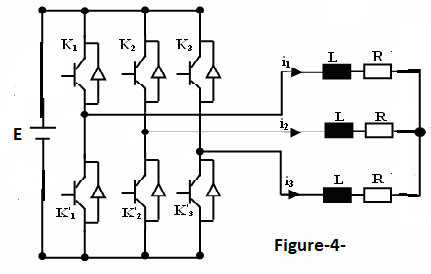 K1 K2 K3
i1 L R
E i2 L R
K'1 K'2 K'3 i3 L R
Figure-4-